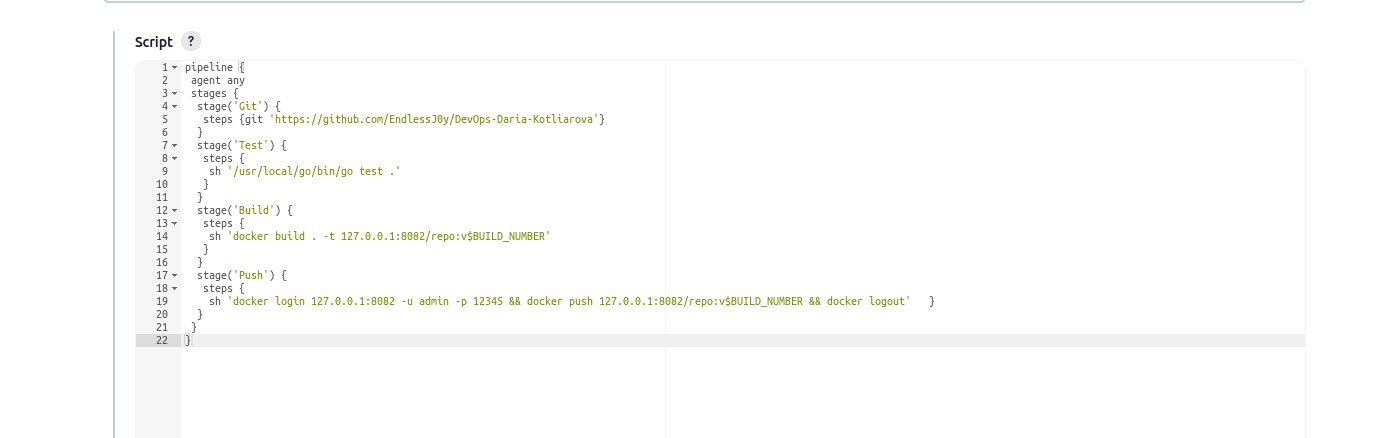 Script ?
1 pipeline {
2  agent any
3  stages {
4   stage('Git') {
5    steps {git 'https://github.com/EndlessJ0y/DevOps-Daria-Kotliarova'}
6   }
7   stage('Test') {
8    steps {
9     sh '/usr/local/go/bin/go test .'
10    }
11   }
12   stage('Build') {
13    steps {
14     sh 'docker build . -t 127.0.0.1:8082/repo:v$BUILD_NUMBER'
15    }
16   }
17   stage('Push') {
18    steps {
19     sh 'docker login 127.0.0.1:8082 -u admin -p 12345 && docker push 127.0.0.1:8082/repo:v$BUILD_NUMBER && docker logout'   }
20   }
21  }
22 }